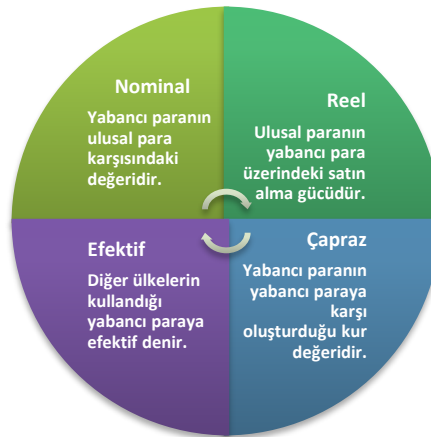 Nominal
Yabancı paranın
ulusal para
karşısındaki
değeridir.
Reel
Ulusal paranın
yabancı para
üzerindeki satın
alma gücüdür.
Efektif
Diğer ülkelerin
kullandığı
yabancı paraya
efektif denir.
Çapraz
Yabancı paranın
yabancı paraya
karşı
oluşturduğu kur
değeridir.